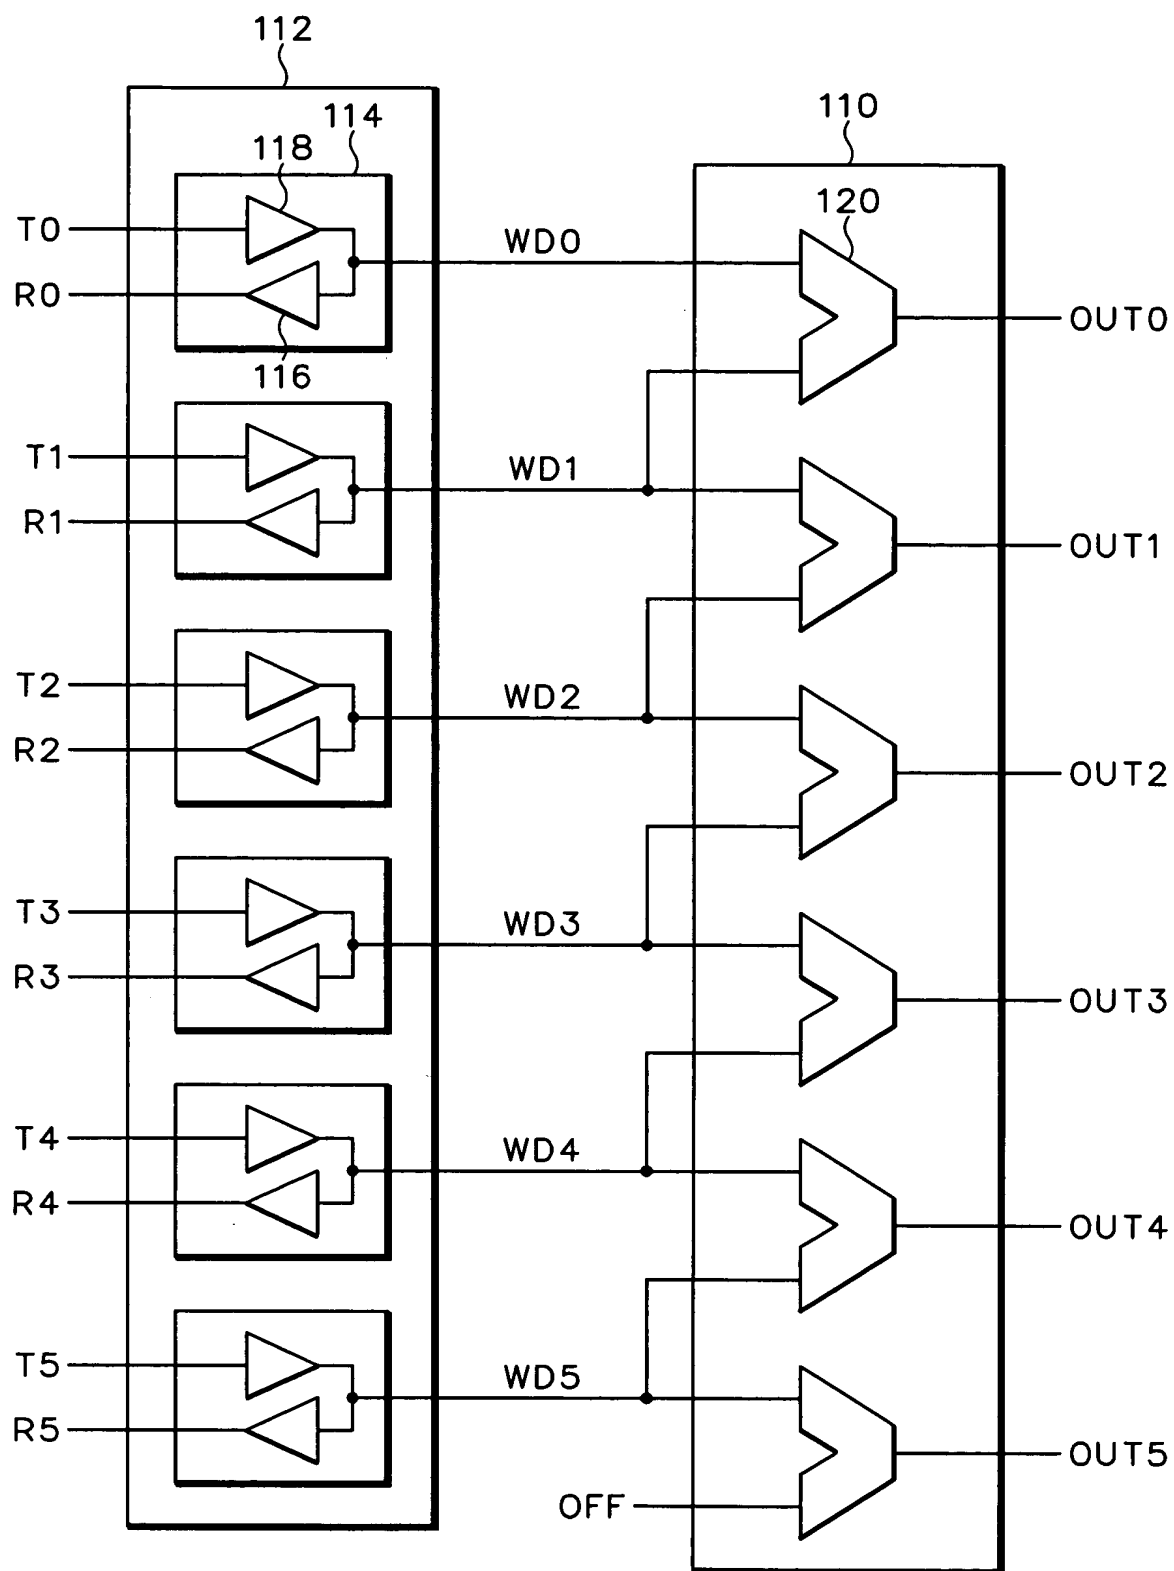 112
114
110
118
120
T0
WD0
R0
OUT0
116
T1
WD1
R1
OUT1
T2
WD2
R2
OUT2
T3
WD3
R3
OUT3
T4
WD4
R4
OUT4
T5
WD5
R5
OUT5
OFF